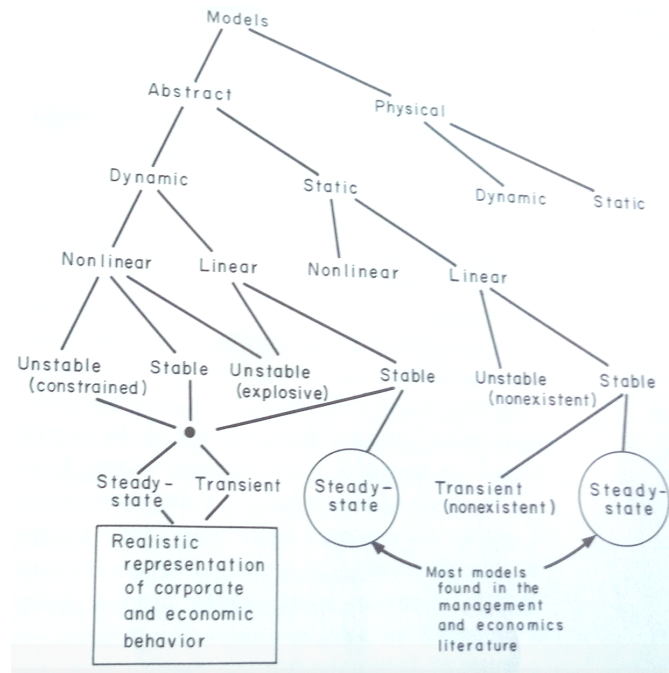 Models
Abstract
Physical
Dynamic
Static
Dynamic
Static
Nonlinear
Linear
Nonlinear
Linear
Unstable
(constrained)
Stable
Unstable
(explosive)
Stable
Unstable
(nonexistent)
Stable
Steady-
state
Transient
Steady-
state
Transient
(nonexistent)
Steady-
state
Realistic
representation
of corporate
and economic
behavior
Most models
found in the
management
and economics
literature